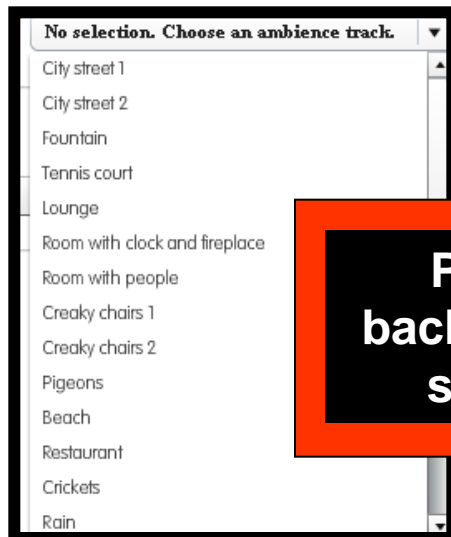 No selection. Choose an ambience track.
City street 1
City street 2
Fountain
Tennis court
Lounge
Room with clock and fireplace
Room with people
Creaky chairs 1
Creaky chairs 2
Pigeons
Beach
Restaurant
Crickets
Rain